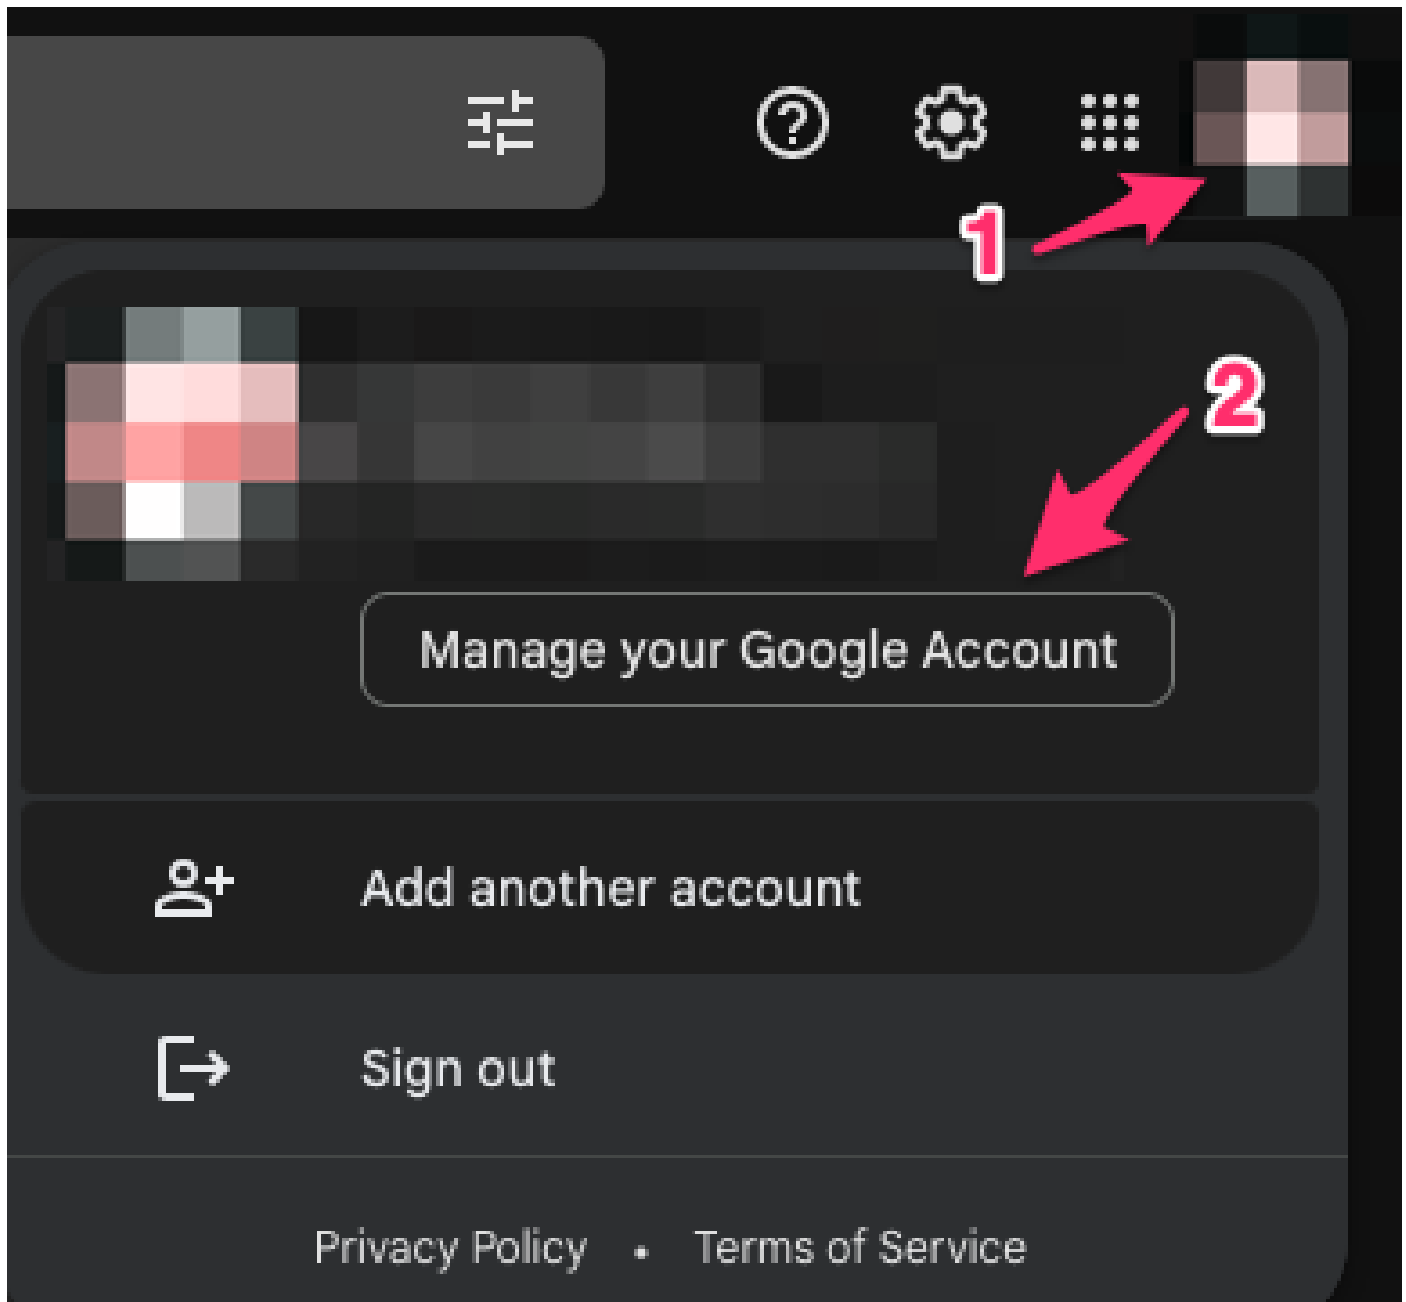 1
2
Manage your Google Account
Add another account
Sign out
Privacy Policy • Terms of Service